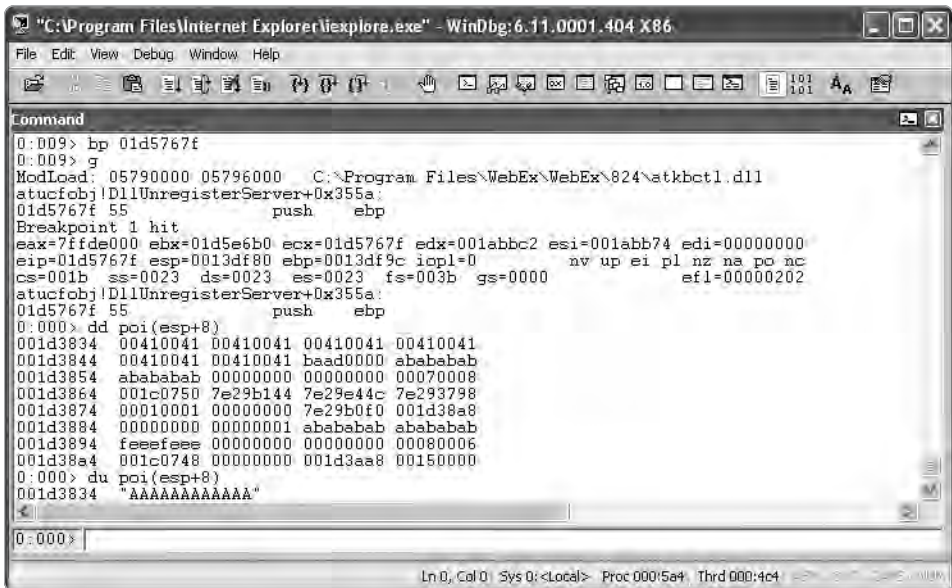 "C:\Program Files\Internet Explorer\iexplore.exe" - WinDbg:6.11.0001.404 X86
File Edit View Debug Window Help
Command
0:009> bp 01d5767f
0:009> g
ModLoad: 05790000 05796000   C:\Program Files\WebEx\WebEx\824\atkbctl.dll
atucfobj!DllUnregisterServer+0x355a:
01d5767f 55              push    ebp
Breakpoint 1 hit
eax=7ffde000 ebx=01d5e6b0 ecx=01d5767f edx=001abbc2 esi=001abb74 edi=00000000
eip=01d5767f esp=0013df80 ebp=0013df9c iopl=0         nv up ei pl nz na po nc
cs=001b  ss=0023  ds=0023  es=0023  fs=003b  gs=0000             efl=00000202
atucfobj!DllUnregisterServer+0x355a:
01d5767f 55              push    ebp
0:000> dd poi(esp+8)
001d3834  00410041 00410041 00410041 00410041
001d3844  00410041 00410041 baad0000 abababab
001d3854  abababab 00000000 00000000 00070008
001d3864  001c0750 7e29b144 7e29e44c 7e293798
001d3874  00010001 00000000 7e29b0f0 001d38a8
001d3884  00000000 00000001 abababab abababab
001d3894  feeefeee 00000000 00000000 00080006
001d38a4  001c0748 00000000 001d3aa8 00150000
0:000> du poi(esp+8)
001d3834  "AAAAAAAAAAAA"
0:000>
Ln 0, Col 0 Sys 0:<Local> Proc 000:5a4 Thrd 000:4c4